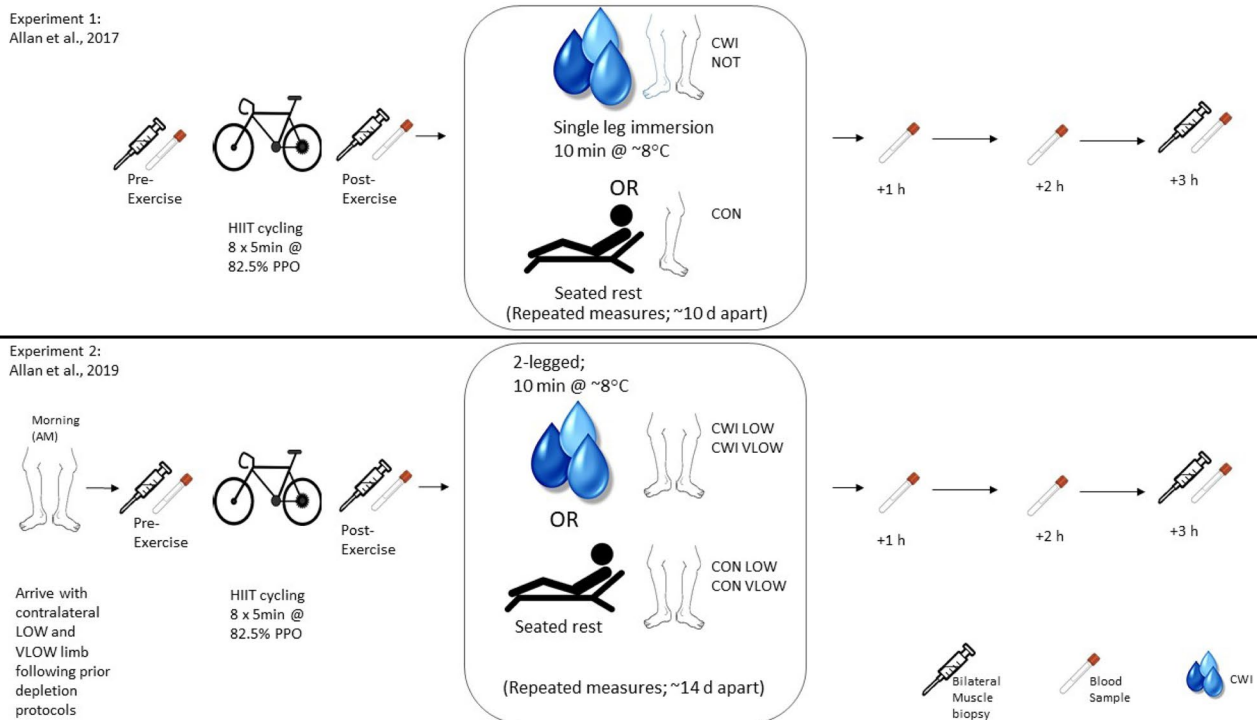 Experiment 1:
Allan et al., 2017
Pre-
Exercise
HIIT cycling
8 x 5min @
82.5% PPO
Post-
Exercise
CWI
NOT
Single leg immersion
10 min @ ~8°C
OR
CON
Seated rest
(Repeated measures; ~10 d apart)
+1 h
+2 h
+3 h
Experiment 2:
Allan et al., 2019
Morning
(AM)
Arrive with
contralateral
LOW and
VLOW limb
following prior
depletion
protocols
Pre-
Exercise
HIIT cycling
8 x 5min @
82.5% PPO
Post-
Exercise
2-legged;
10 min @ ~8°C
CWI LOW
CWI VLOW
OR
CON LOW
CON VLOW
Seated rest
(Repeated measures; ~14 d apart)
+1 h
+2 h
+3 h
Bilateral
Muscle
biopsy
Blood
Sample
CWI